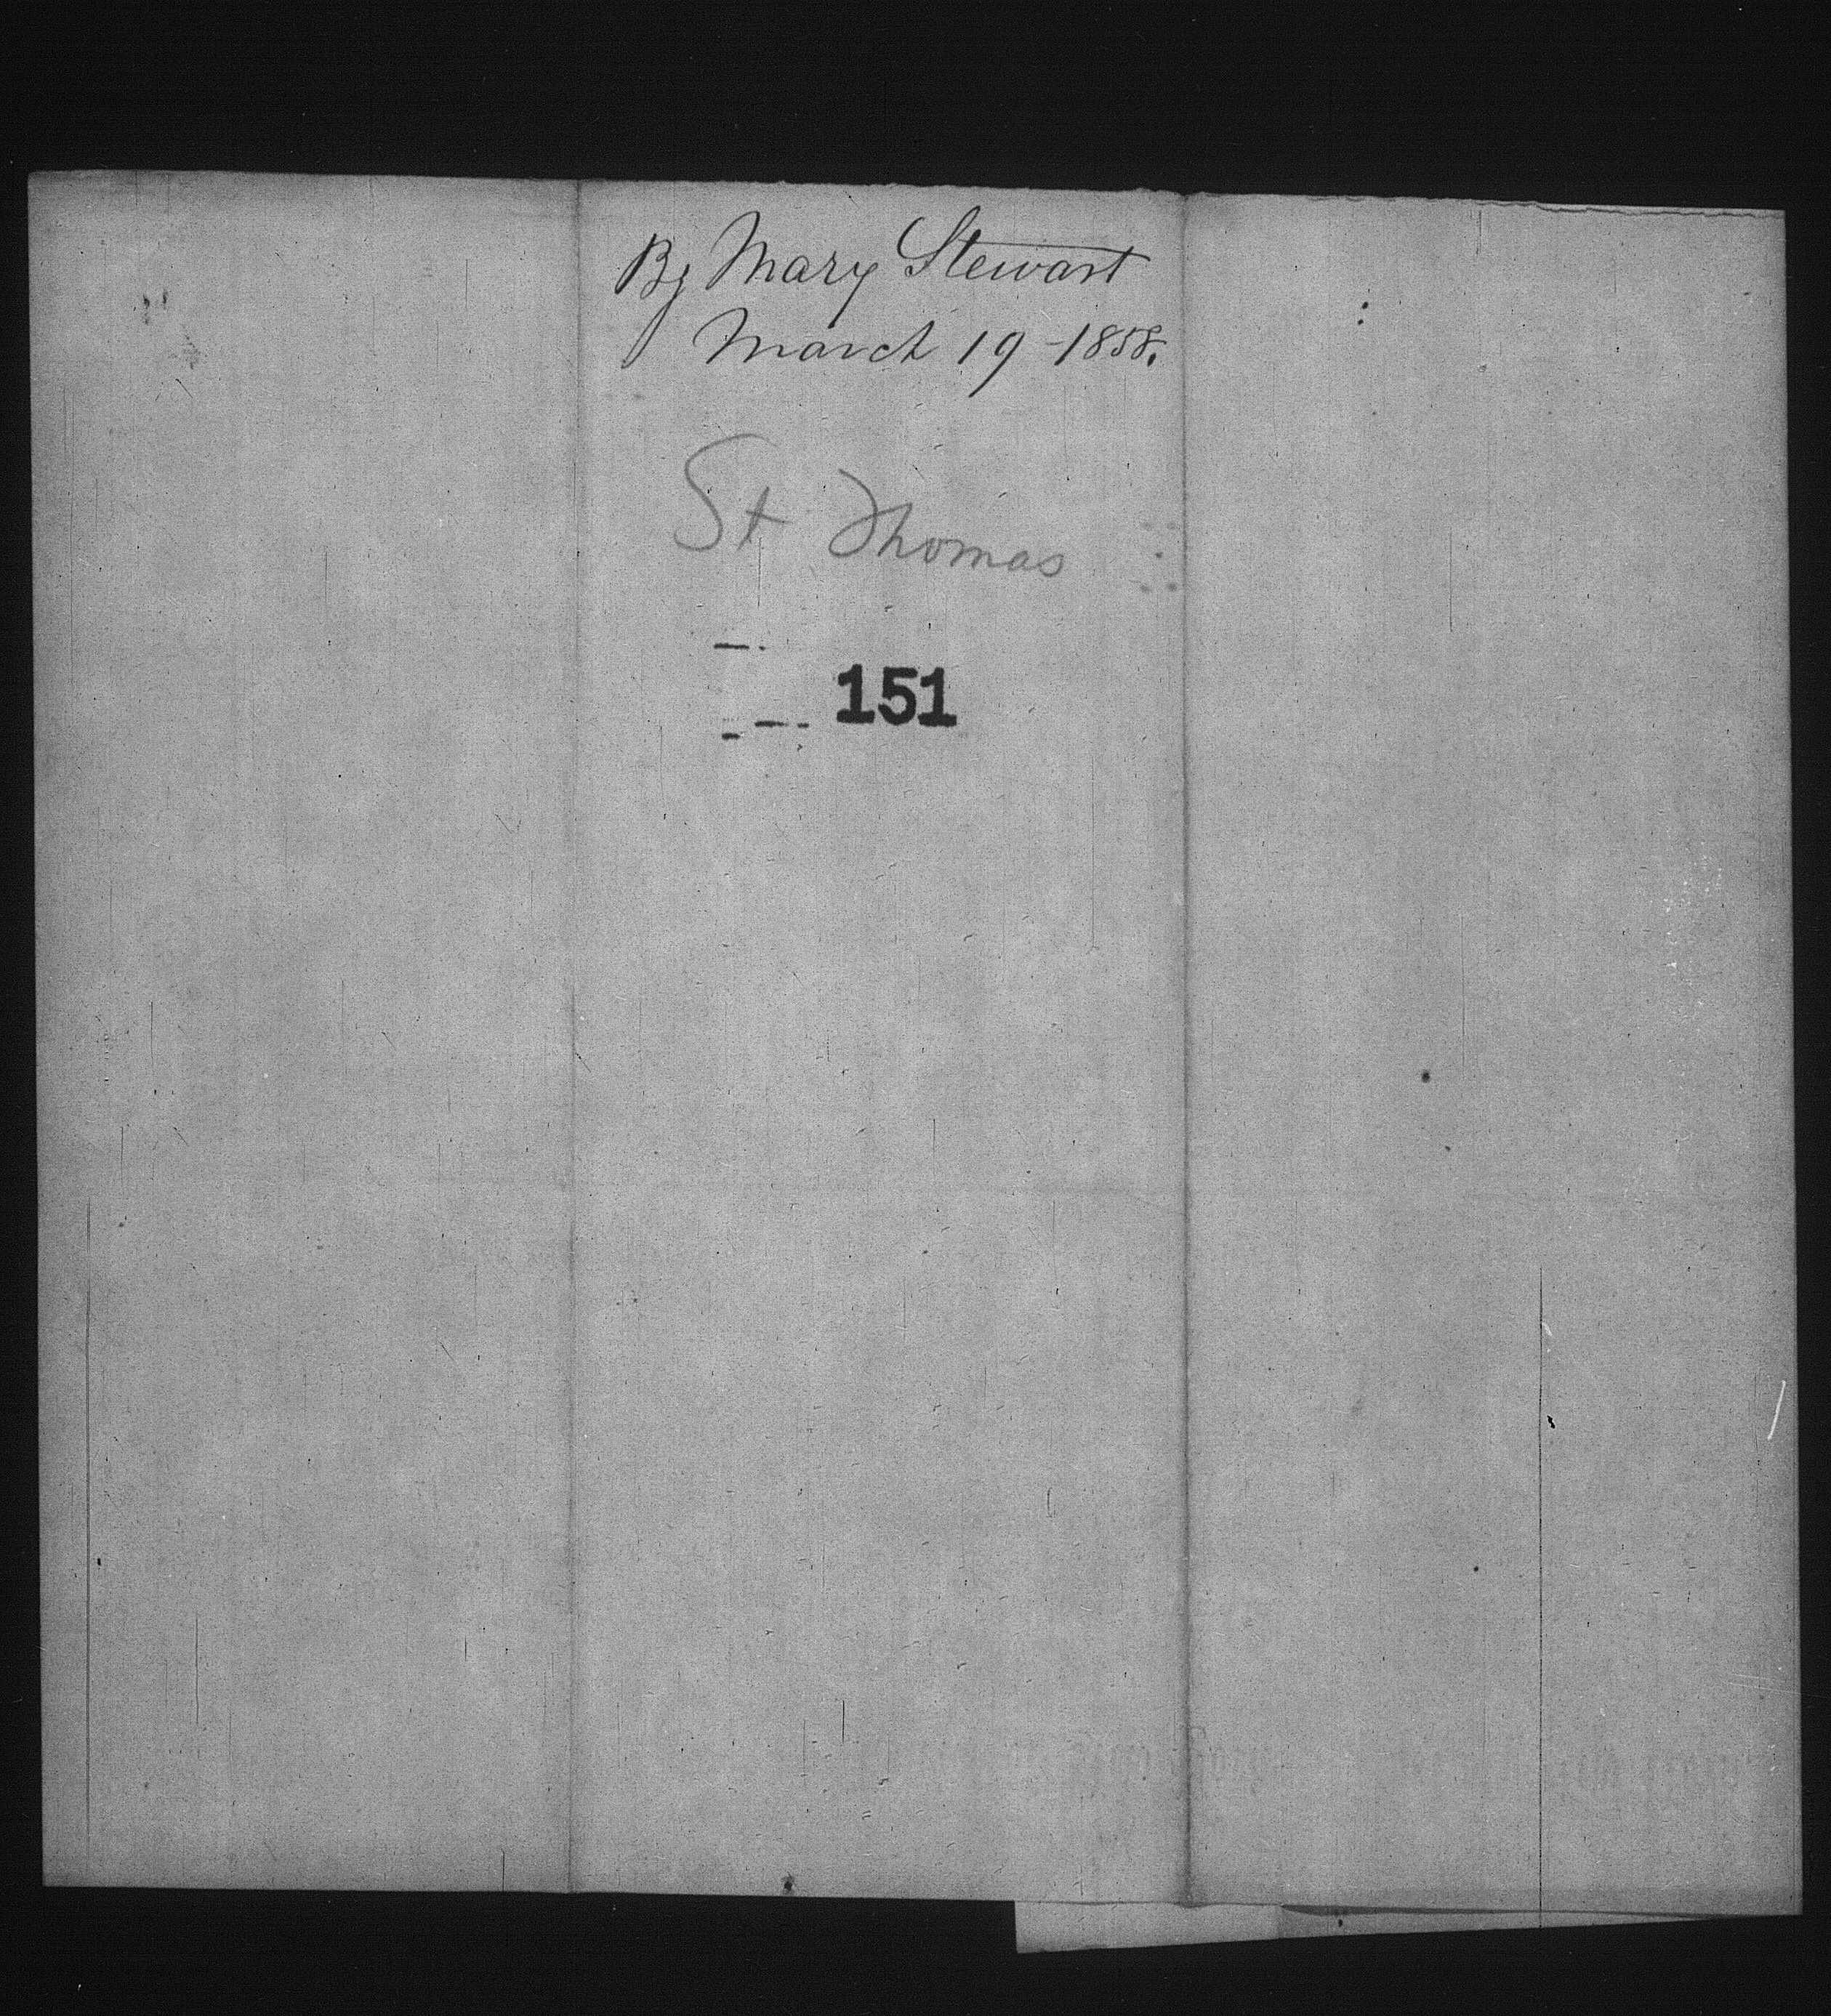 By Mary Stewart
March 19 - 1858.
St Thomas
151